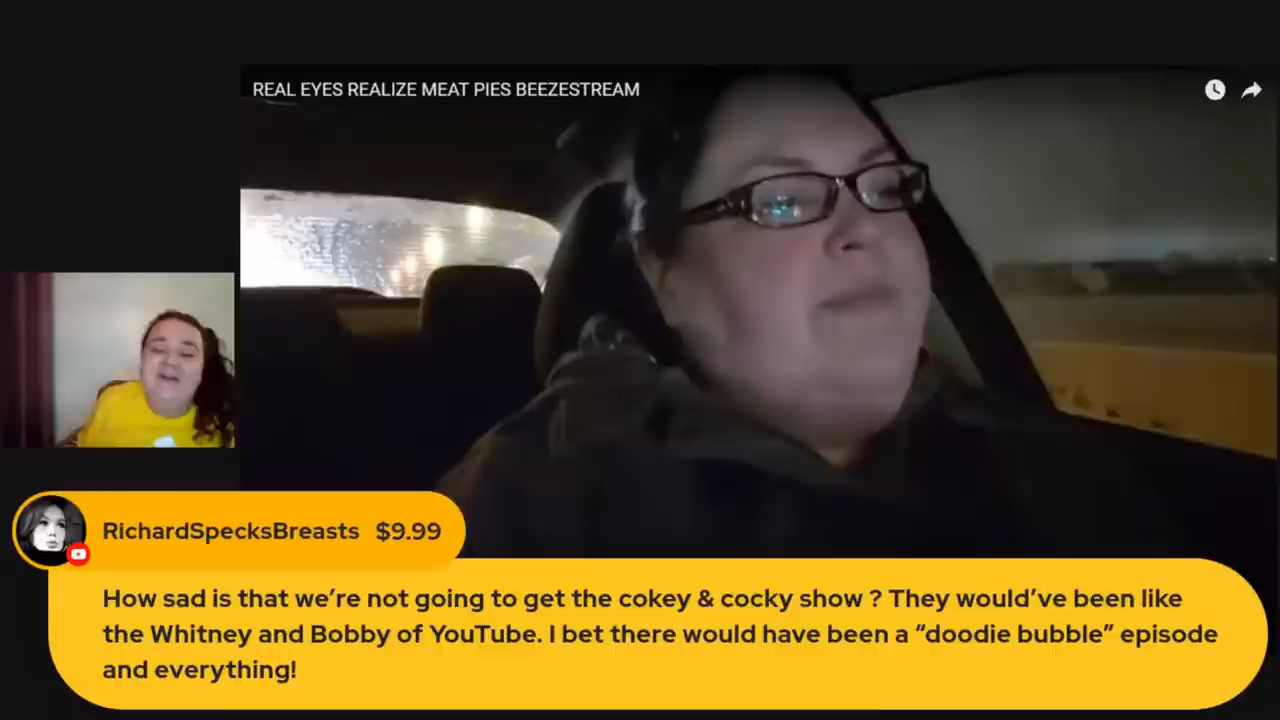 REAL EYES REALIZE MEAT PIES BEEZESTREAM
RichardSpecksBreasts $9.99
How sad is that we’re not going to get the cokey & cocky show ? They would’ve been like
the Whitney and Bobby of YouTube. I bet there would have been a “doodie bubble” episode
and everything!